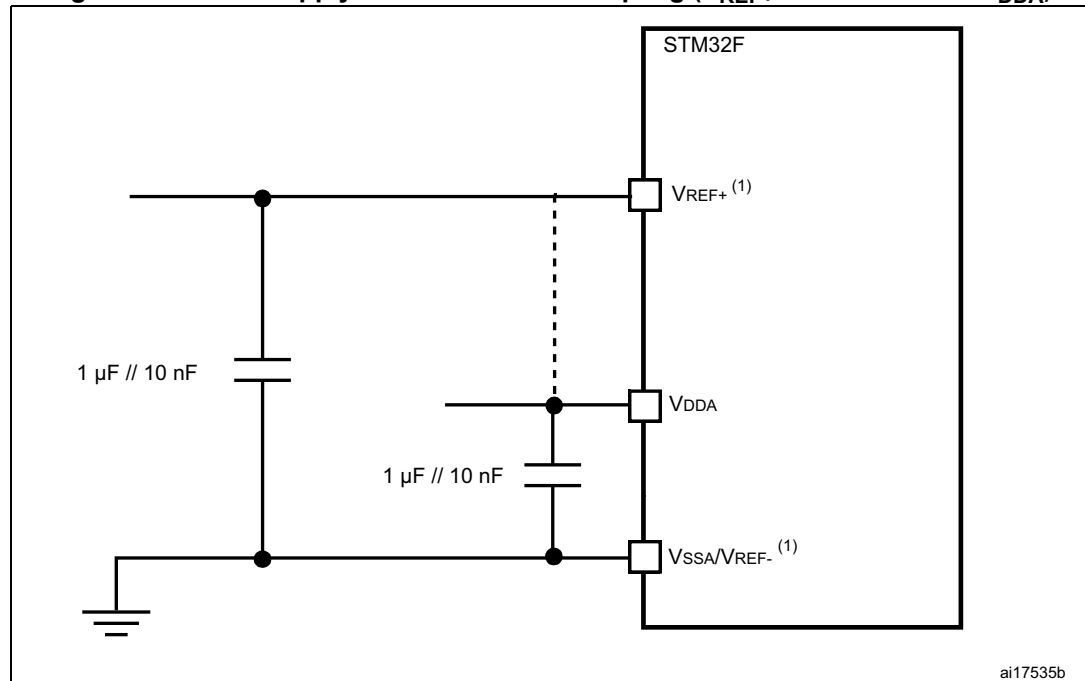 STM32F
VREF+ (1)
1 µF // 10 nF
VDDA
1 µF // 10 nF
VSSA/VREF- (1)
ai17535b